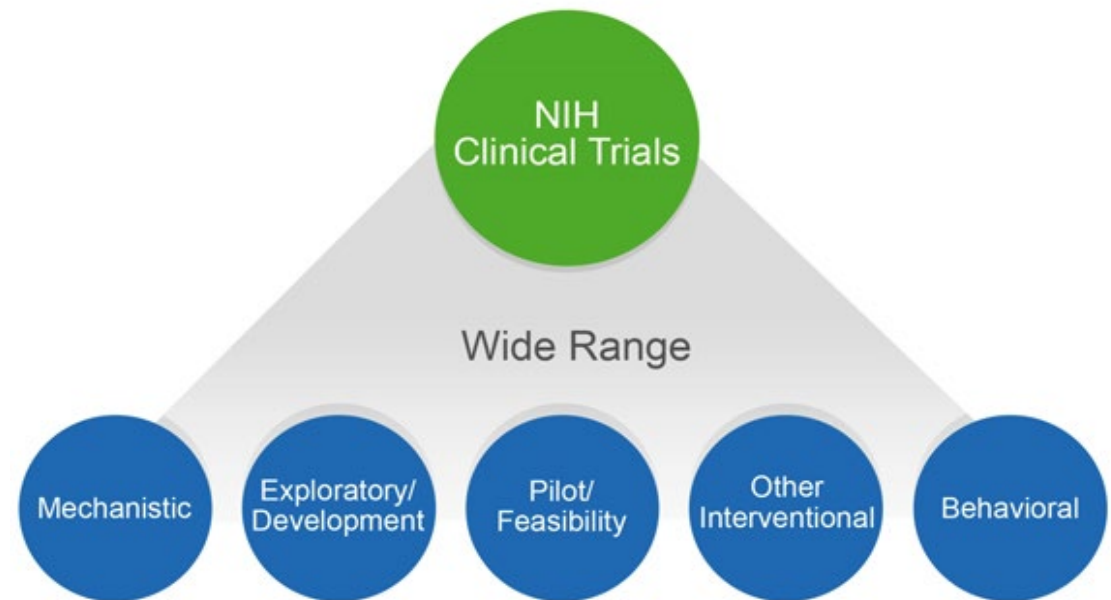 NIH
Clinical Trials
Wide Range
Mechanistic
Exploratory/
Development
Pilot/
Feasibility
Other
Interventional
Behavioral